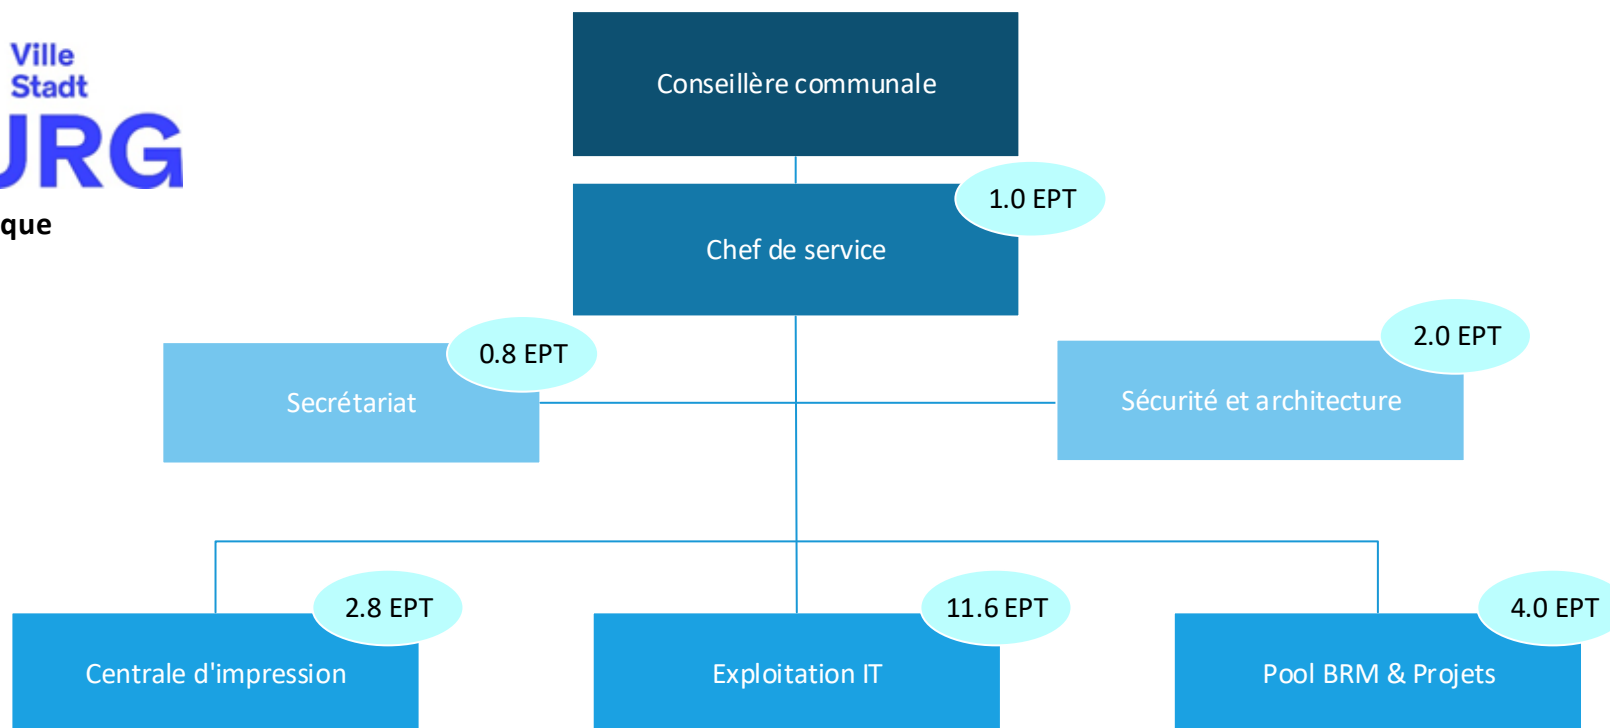 Ville
Stadt
URG
que
Conseillère communale
1.0 EPT
Chef de service
0.8 EPT
Secrétariat
2.0 EPT
Sécurité et architecture
2.8 EPT
Centrale d'impression
11.6 EPT
Exploitation IT
4.0 EPT
Pool BRM & Projets